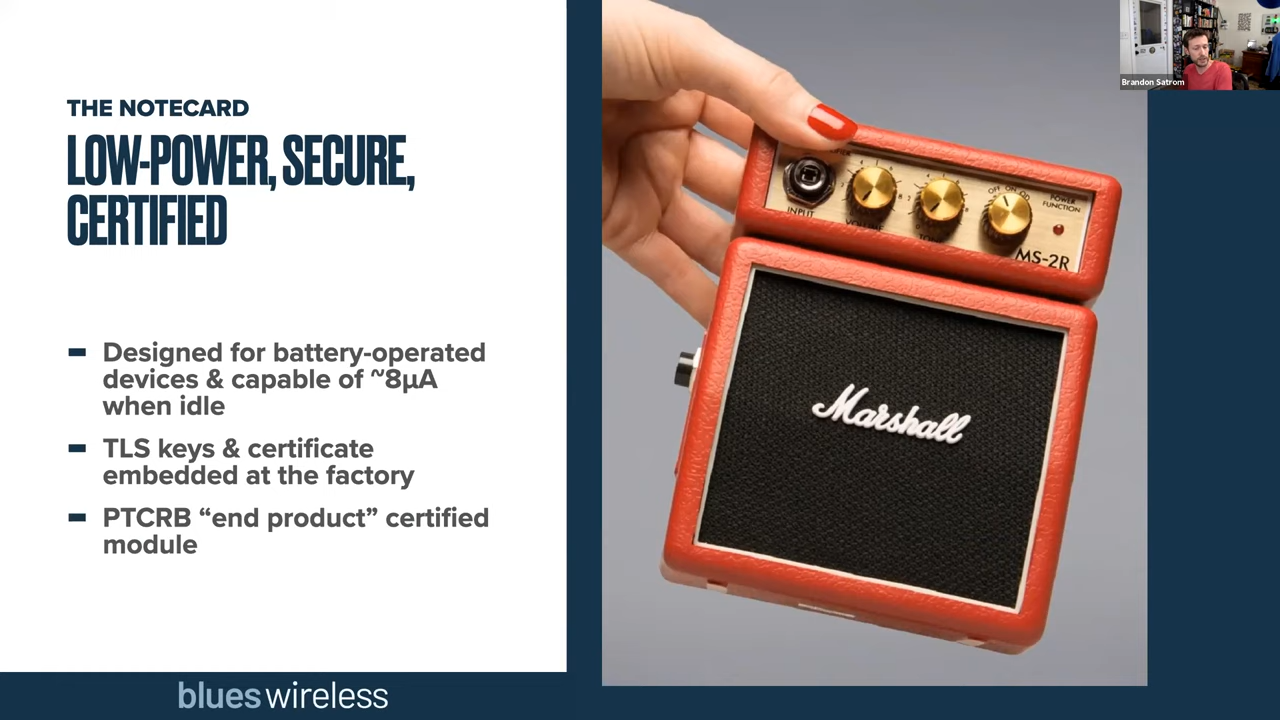 THE NOTECARD
LOW-POWER, SECURE,
CERTIFIED
Designed for battery-operated
devices & capable of ~8µA
when idle
TLS keys & certificate
embedded at the factory
PTCRB “end product” certified
module
blues wireless
INPUT
VOLUME
OFF ON OD
POWER
FUNCTION
MS-2R
Marshall
Brandon Satrom